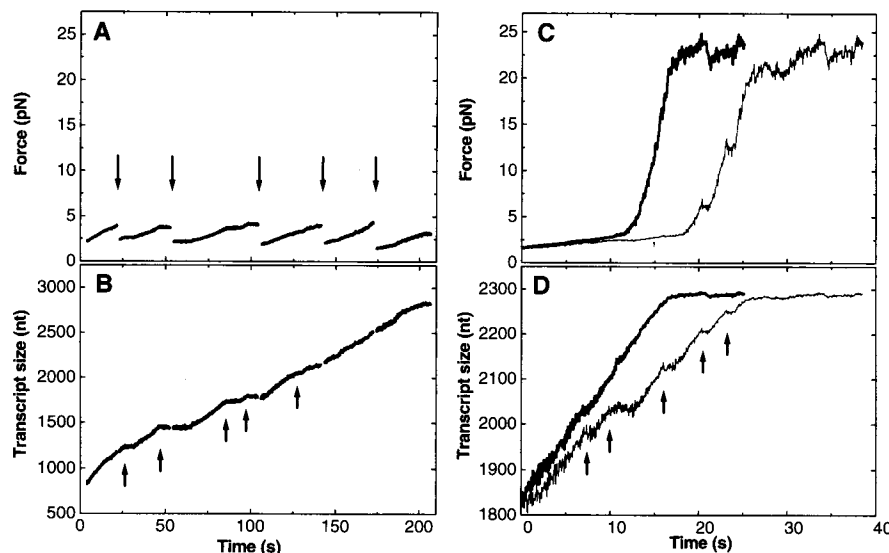 A
Force (pN)
25
20
15
10
5
0
B
Transcript size (nt)
3000
2500
2000
1500
1000
500
0 50 100 150 200
Time (s)
C
Force (pN)
25
20
15
10
5
0
D
Transcript size (nt)
2300
2200
2100
2000
1900
1800
0 10 20 30 40
Time (s)